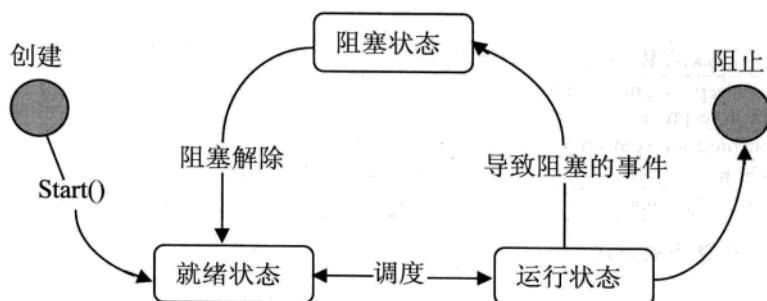 创建
阻塞状态
阻止
阻塞解除
导致阻塞的事件
Start()
就绪状态
调度
运行状态